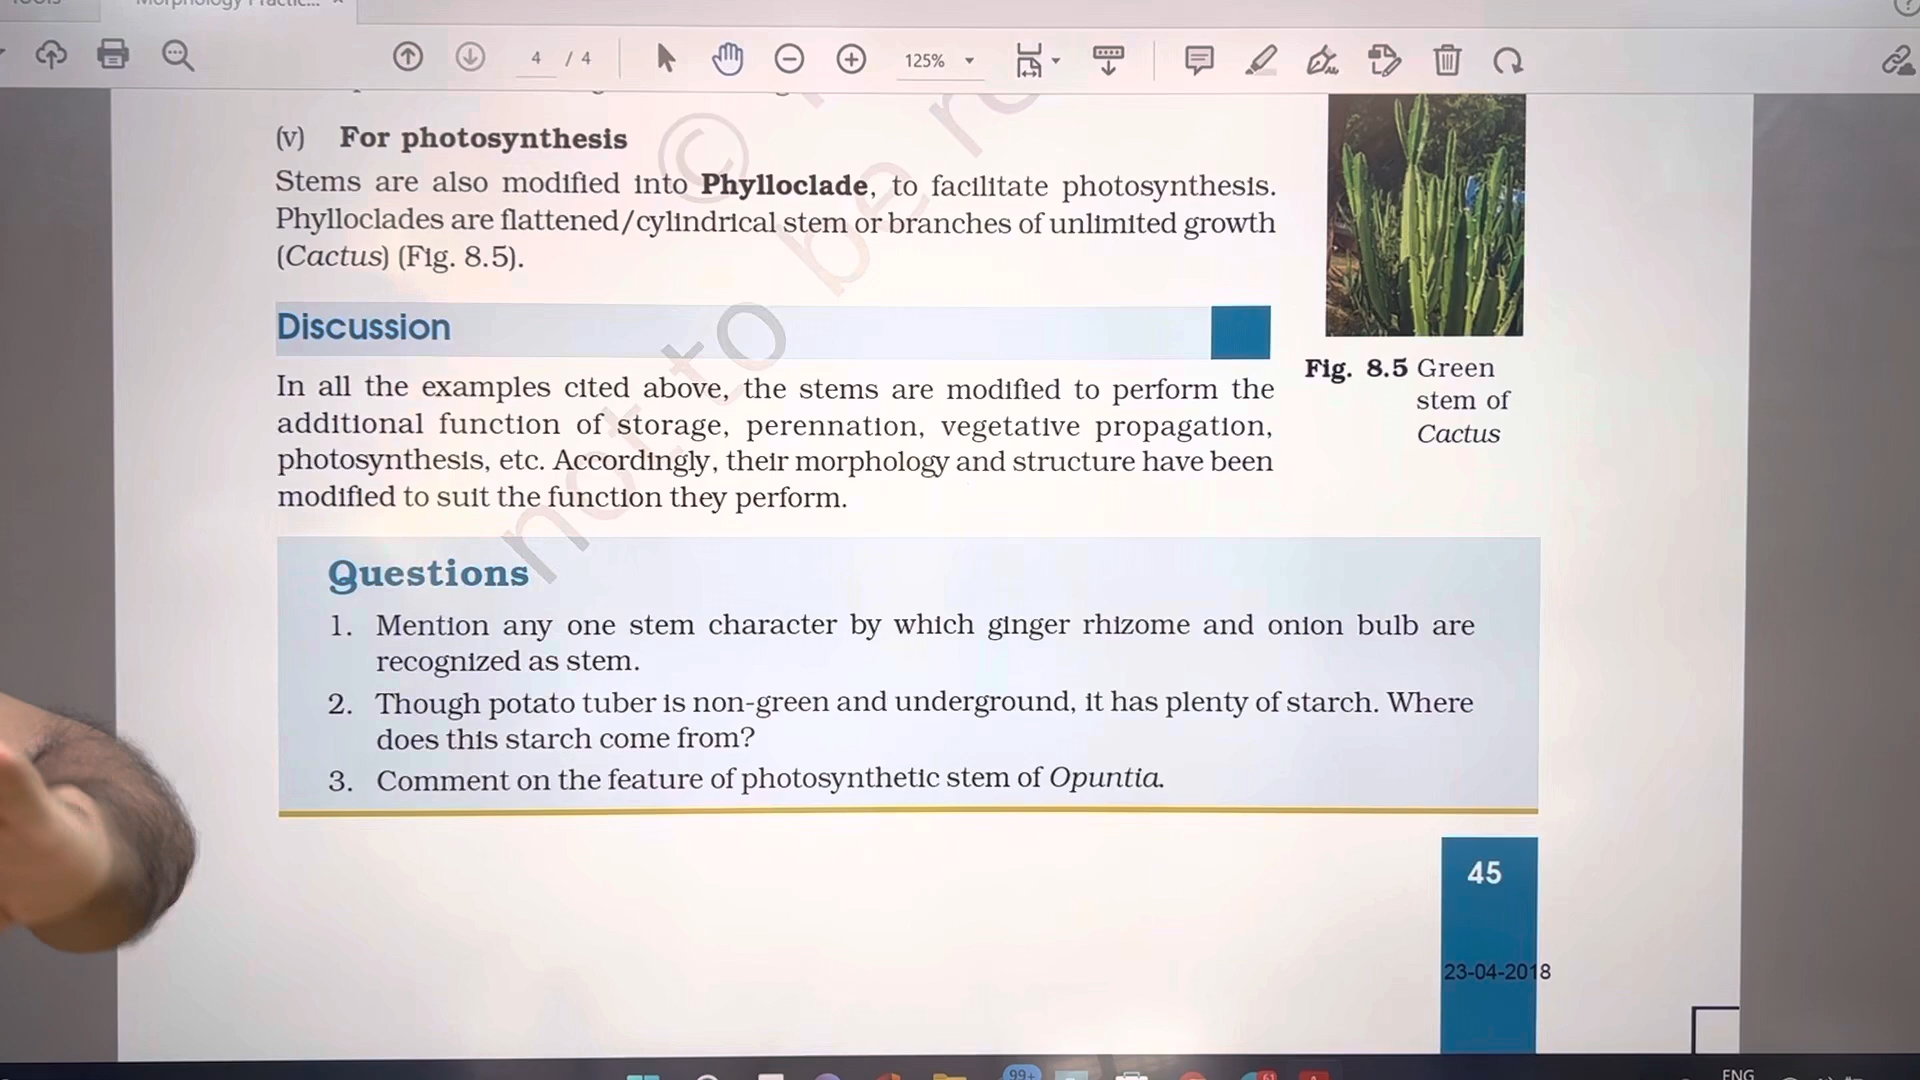 4 / 4
125%
(v) For photosynthesis
Stems are also modified into Phylloclade, to facilitate photosynthesis.
Phylloclades are flattened/cylindrical stem or branches of unlimited growth
(Cactus) (Fig. 8.5).
Discussion
In all the examples cited above, the stems are modified to perform the
additional function of storage, perennation, vegetative propagation,
photosynthesis, etc. Accordingly, their morphology and structure have been
modified to suit the function they perform.
Fig. 8.5 Green
stem of
Cactus
©
not to be re
Questions
1. Mention any one stem character by which ginger rhizome and onion bulb are
recognized as stem.
2. Though potato tuber is non-green and underground, it has plenty of starch. Where
does this starch come from?
3. Comment on the feature of photosynthetic stem of Opuntia.
45
23-04-2018
99+
ENG